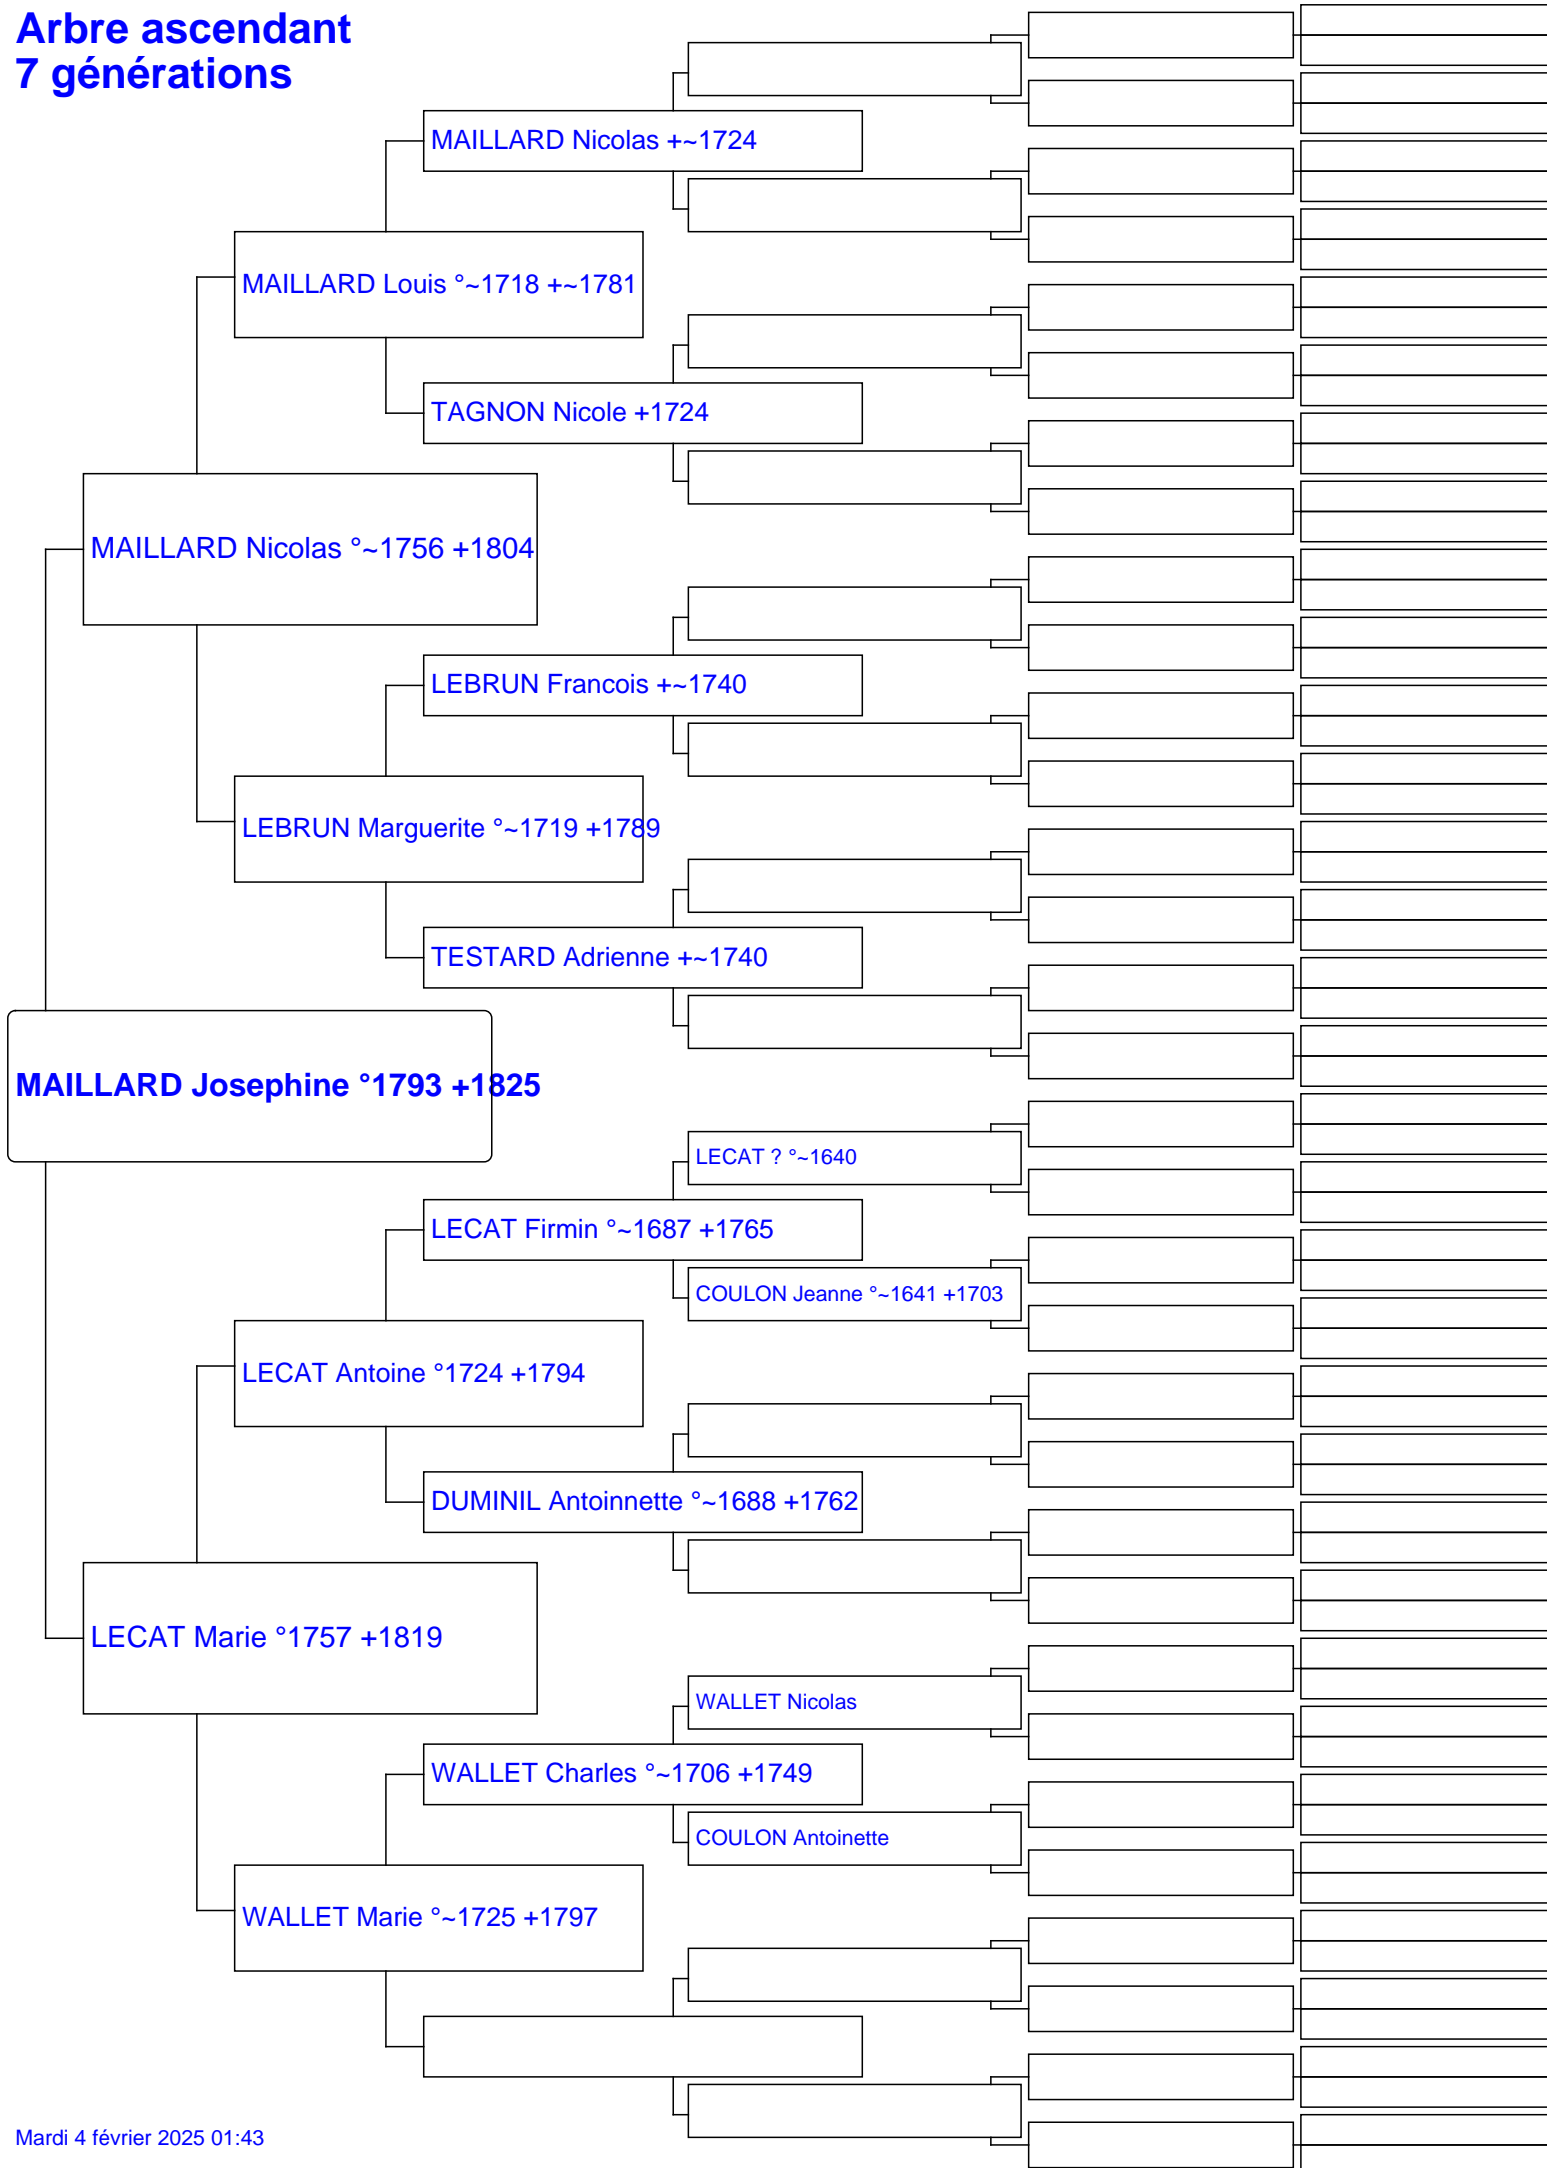 Arbre ascendant
7 générations
MAILLARD Nicolas +~1724
MAILLARD Louis °~1718 +~1781
TAGNON Nicole +1724
MAILLARD Nicolas °~1756 +1804
LEBRUN Francois +~1740
LEBRUN Marguerite °~1719 +1789
TESTARD Adrienne +~1740
MAILLARD Josephine °1793 +1825
LECAT ? °~1640
LECAT Firmin °~1687 +1765
COULON Jeanne °~1641 +1703
LECAT Antoine °1724 +1794
DUMINIL Antoinnette °~1688 +1762
LECAT Marie °1757 +1819
WALLET Nicolas
WALLET Charles °~1706 +1749
COULON Antoinette
WALLET Marie °~1725 +1797
Mardi 4 février 2025 01:43